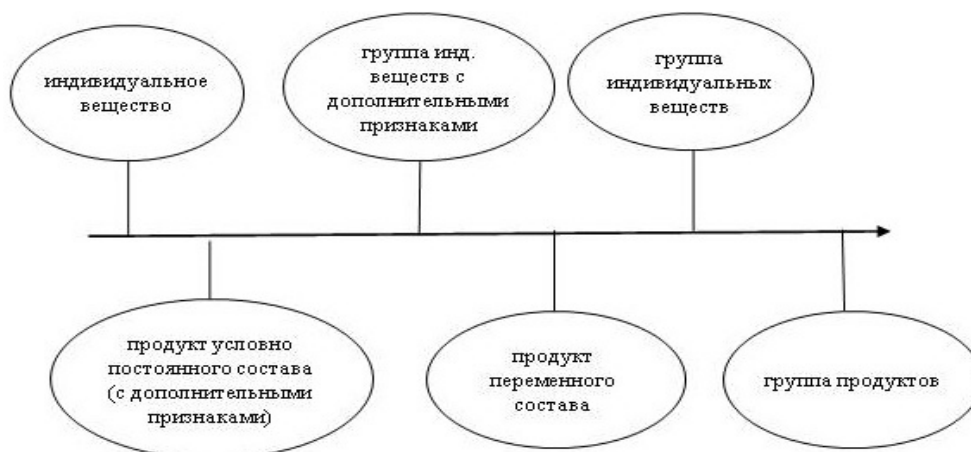 индивидуальное
вещество
группа инд.
веществ с
дополнительными
признаками
группа
индивидуальных
веществ
продукт условно
постоянного состава
(с дополнительными
признаками)
продукт
переменного
состава
группа продуктов